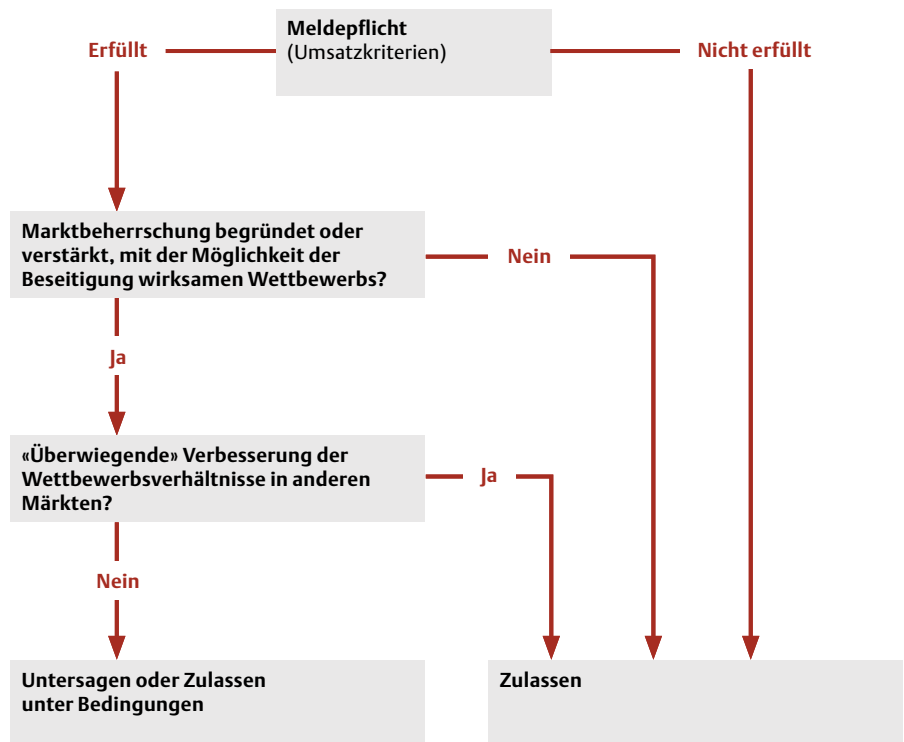 Meldepflicht
(Umsatzkriterien)
Erfüllt
Nicht erfüllt
Marktbeherrschung begründet oder
verstärkt, mit der Möglichkeit der
Beseitigung wirksamen Wettbewerbs?
Nein
Ja
«Überwiegende» Verbesserung der
Wettbewerbsverhältnisse in anderen
Märkten?
Ja
Nein
Untersagen oder Zulassen
unter Bedingungen
Zulassen